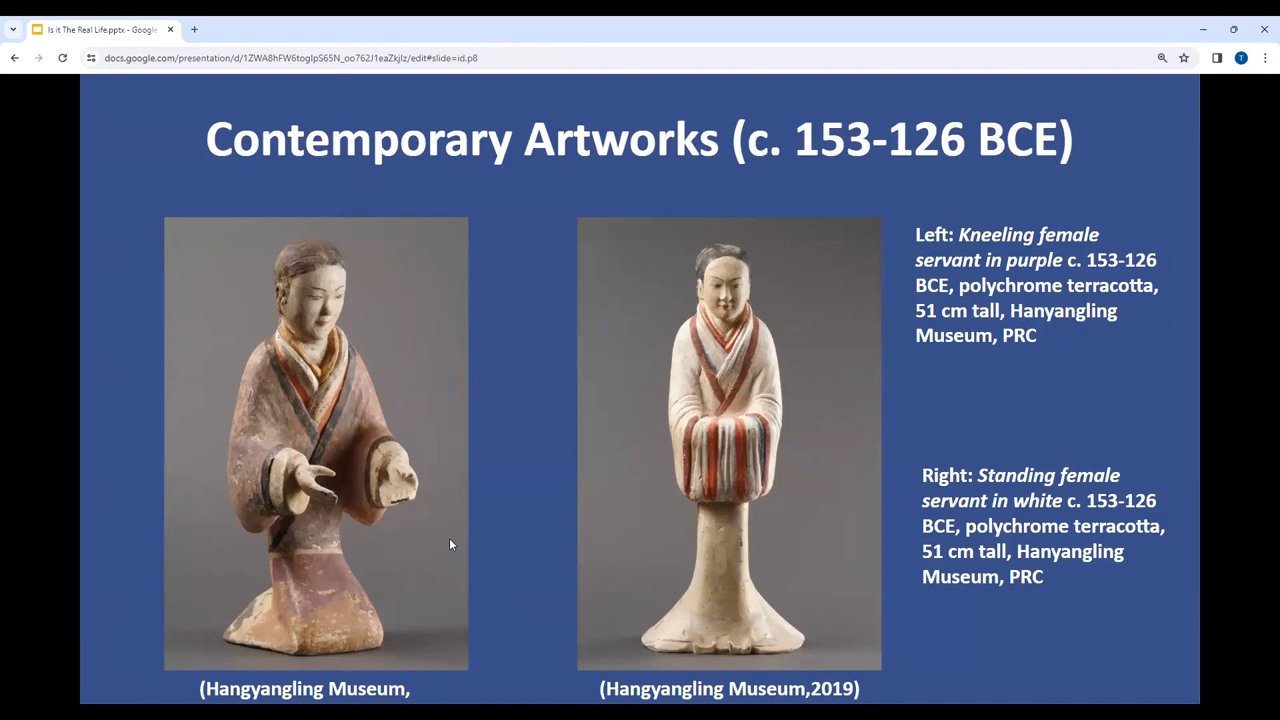 Is it The Real Life.pptx - Google
docs.google.com/presentation/d/1ZWA8hFW6togIpS65N_oo762J1eaZkjlz/edit#slide=id.p8
T
Contemporary Artworks (c. 153-126 BCE)
Left: Kneeling female
servant in purple c. 153-126
BCE, polychrome terracotta,
51 cm tall, Hanyangling
Museum, PRC
Right: Standing female
servant in white c. 153-126
BCE, polychrome terracotta,
51 cm tall, Hanyangling
Museum, PRC
(Hangyangling Museum,
(Hangyangling Museum,2019)